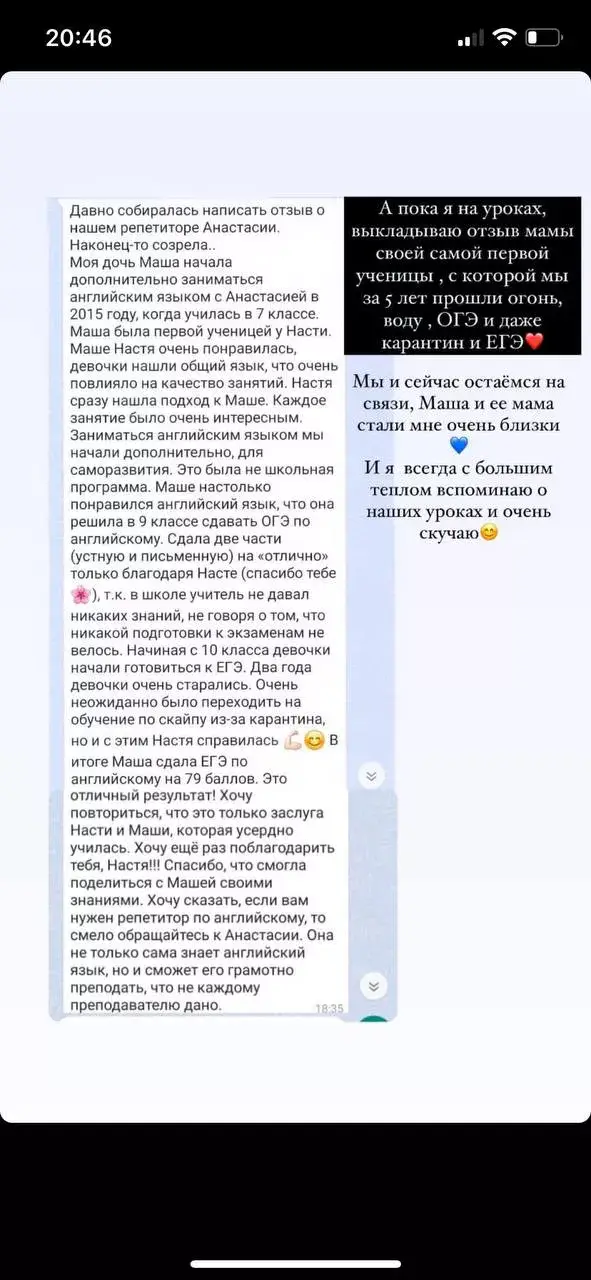 20:46
Давно собиралась написать отзыв о
нашем репетиторе Анастасии.
Наконец-то созрела..
Моя дочь Маша начала
дополнительно заниматься
английским языком с Анастасией в
2015 году, когда училась в 7 классе.
Маша была первой ученицей у Насти.
Маше Настя очень понравилась,
девочки нашли общий язык, что очень
повлияло на качество занятий. Настя
сразу нашла подход к Маше. Каждое
занятие было очень интересным.
Заниматься английским языком мы
начали дополнительно, для
саморазвития. Это была не школьная
программа. Маше настолько
понравился английский язык, что она
решила в 9 классе сдавать ОГЭ по
английскому. Сдала две части
(устную и письменную) на «отлично»
только благодаря Насте (спасибо тебе
🌸), т.к. в школе учитель не давал
никаких знаний, не говоря о том, что
никакой подготовки к экзаменам не
велось. Начиная с 10 класса девочки
начали готовиться к ЕГЭ. Два года
девочки очень старались. Очень
неожиданно было переходить на
обучение по скайпу из-за карантина,
но и с этим Настя справилась 💪🏻😊 В
итоге Маша сдала ЕГЭ по
английскому на 79 баллов. Это
отличный результат! Хочу
повториться, что это только заслуга
Насти и Маши, которая усердно
училась. Хочу ещё раз поблагодарить
тебя, Настя!!! Спасибо, что смогла
поделиться с Машей своими
знаниями. Хочу сказать, если вам
нужен репетитор по английскому, то
смело обращайтесь к Анастасии. Она
не только сама знает английский
язык, но и сможет его грамотно
преподать, что не каждому
преподавателю дано.
18:35
А пока я на уроках,
выкладываю отзыв мамы
своей самой первой
ученицы , с которой мы
за 5 лет прошли огонь,
воду , ОГЭ и даже
карантин и ЕГЭ❤️
Мы и сейчас остаёмся на
связи, Маша и ее мама
стали мне очень близки
💙
И я всегда с большим
теплом вспоминаю о
наших уроках и очень
скучаю😊